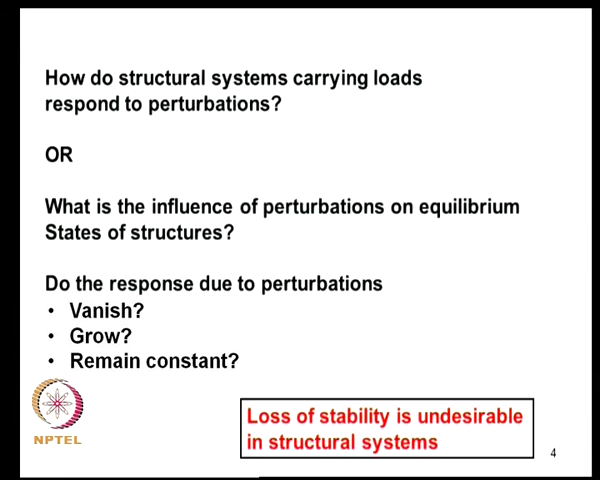 How do structural systems carrying loads
respond to perturbations?
OR
What is the influence of perturbations on equilibrium
States of structures?
Do the response due to perturbations
• Vanish?
• Grow?
• Remain constant?
NPTEL
Loss of stability is undesirable
in structural systems
4